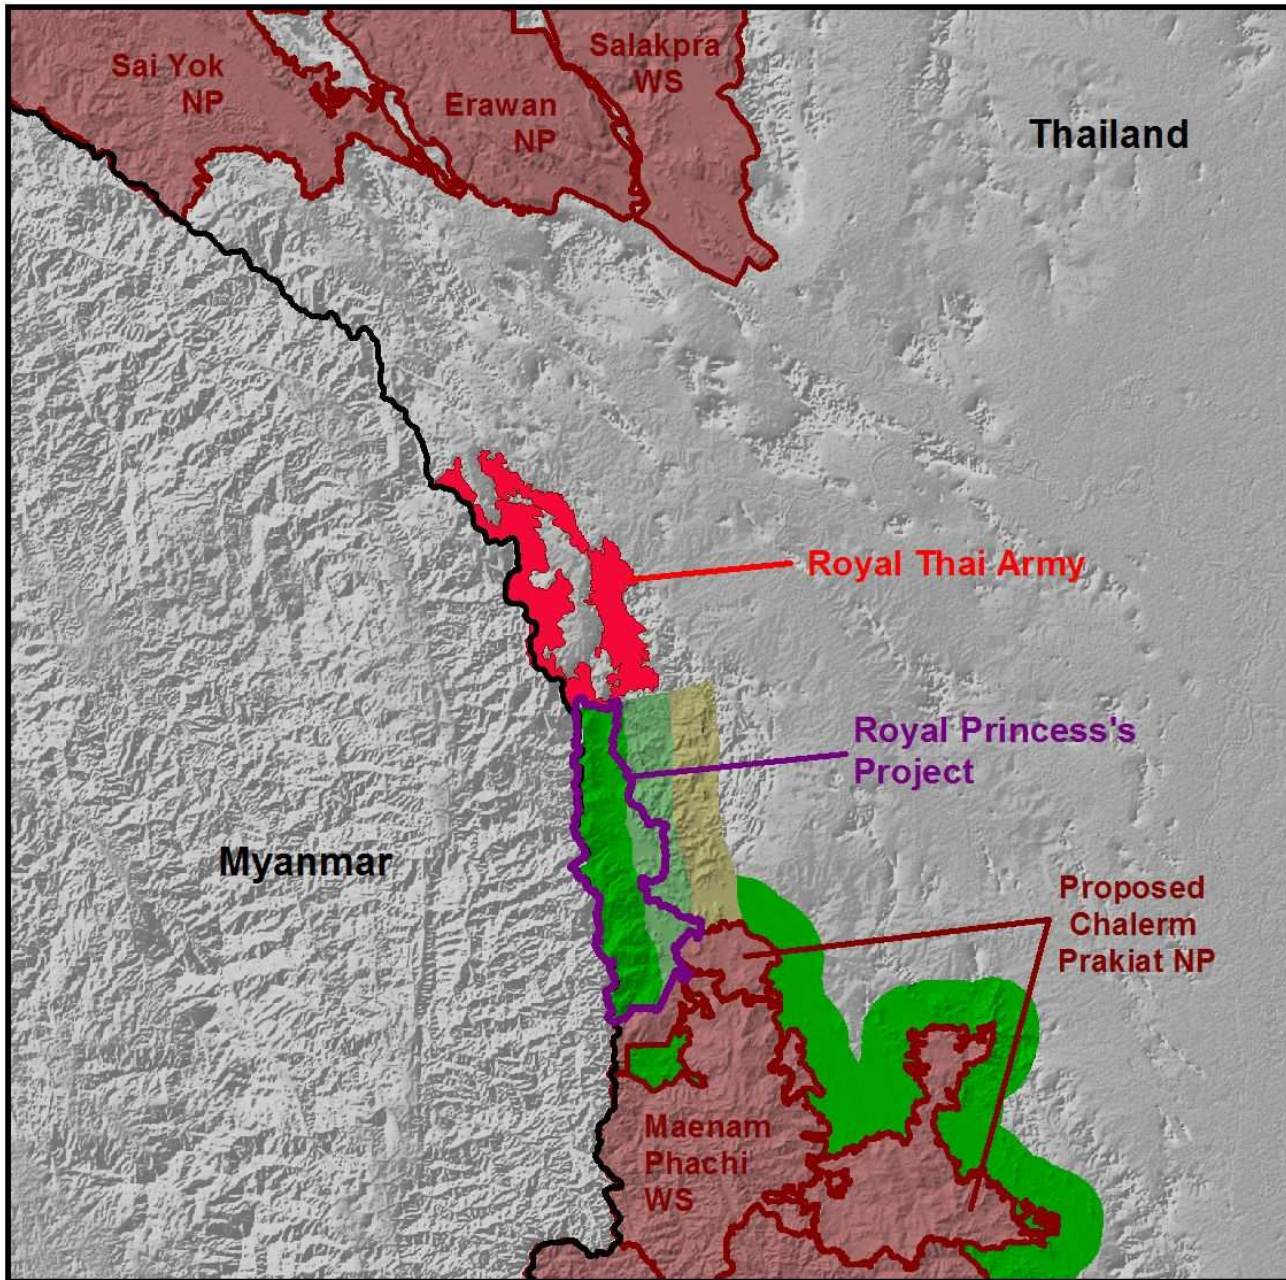 Sai Yok
NP
Erawan
NP
Salakpra
WS
Thailand
Royal Thai Army
Royal Princess's
Project
Myanmar
Proposed
Chalerm
Prakiat NP
Maenam
Phachi
WS